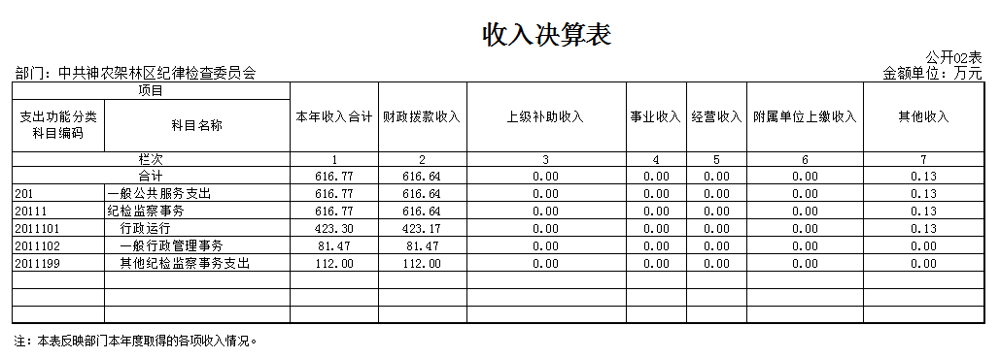 收入决算表
公开02表
部门：中共神农架林区纪律检查委员会 金额单位：万元
项目 本年收入合计 财政拨款收入 上级补助收入 事业收入 经营收入 附属单位上缴收入 其他收入
支出功能分类科目编码 科目名称
栏次 1 2 3 4 5 6 7
合计 616.77 616.64 0.00 0.00 0.00 0.00 0.13
201 一般公共服务支出 616.77 616.64 0.00 0.00 0.00 0.00 0.13
20111 纪检监察事务 616.77 616.64 0.00 0.00 0.00 0.00 0.13
2011101 行政运行 423.30 423.17 0.00 0.00 0.00 0.00 0.13
2011102 一般行政管理事务 81.47 81.47 0.00 0.00 0.00 0.00 0.00
2011199 其他纪检监察事务支出 112.00 112.00 0.00 0.00 0.00 0.00 0.00
注：本表反映部门本年度取得的各项收入情况。